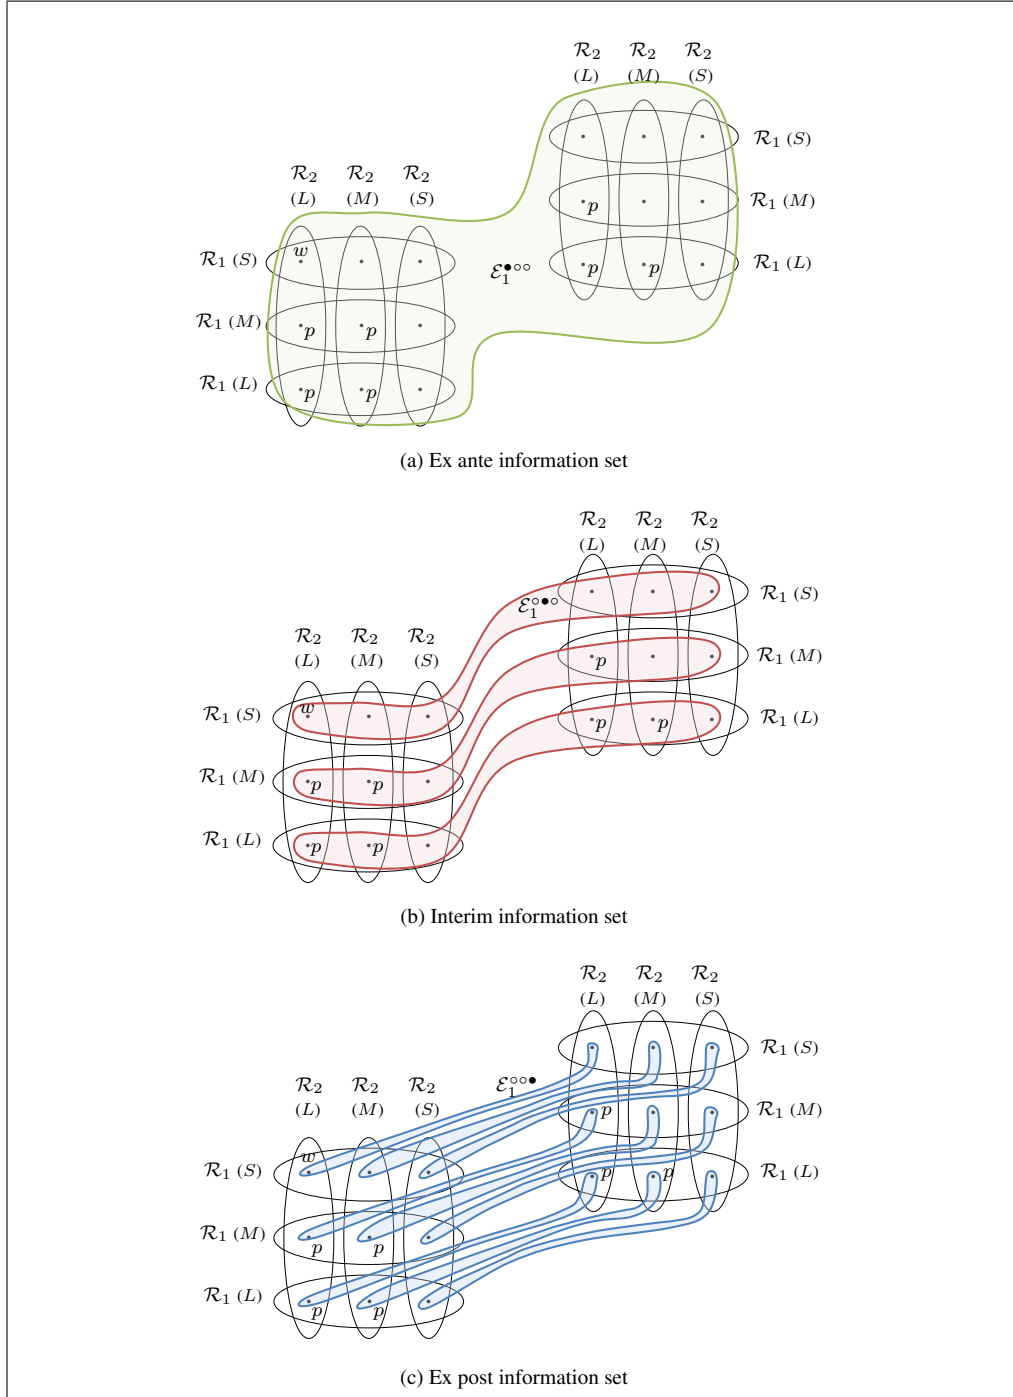 ℛ₂ ℛ₂ ℛ₂
(L) (M) (S)
ℛ₁ (S)
ℛ₂ ℛ₂ ℛ₂
(L) (M) (S)
p
ℛ₁ (M)
ℛ₁ (S) w
ℰ₁●○○
p p
ℛ₁ (L)
ℛ₁ (M) p p
ℛ₁ (L) p p
(a) Ex ante information set
ℛ₂ ℛ₂ ℛ₂
(L) (M) (S)
ℛ₁ (S)
ℰ₁○●○
ℛ₂ ℛ₂ ℛ₂
(L) (M) (S)
p
ℛ₁ (M)
ℛ₁ (S) w
p p
ℛ₁ (L)
ℛ₁ (M) p p
ℛ₁ (L) p p
(b) Interim information set
ℛ₂ ℛ₂ ℛ₂
(L) (M) (S)
ℛ₁ (S)
ℛ₂ ℛ₂ ℛ₂
ℰ₁○○●
(L) (M) (S)
p
ℛ₁ (M)
w
ℛ₁ (S)
p p
ℛ₁ (L)
ℛ₁ (M)
p p
ℛ₁ (L)
p p
(c) Ex post information set